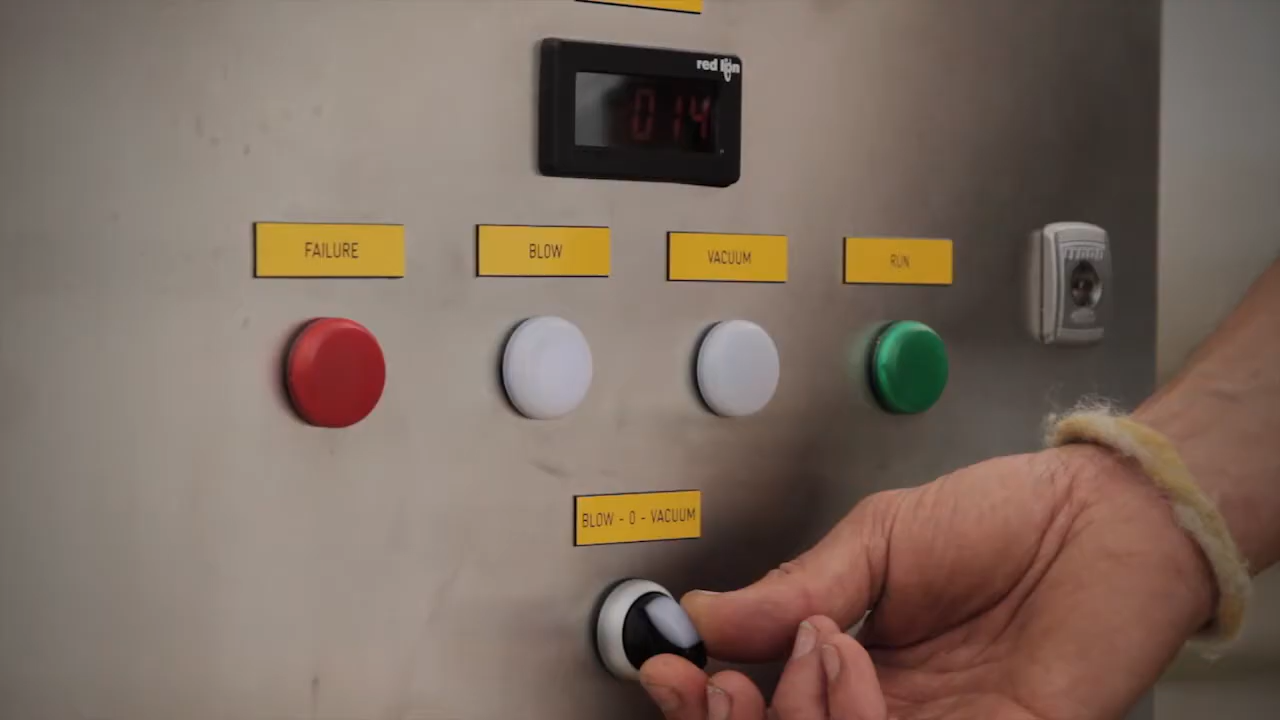 red lion
014
FAILURE
BLOW
VACUUM
RUN
BLOW - 0 - VACUUM